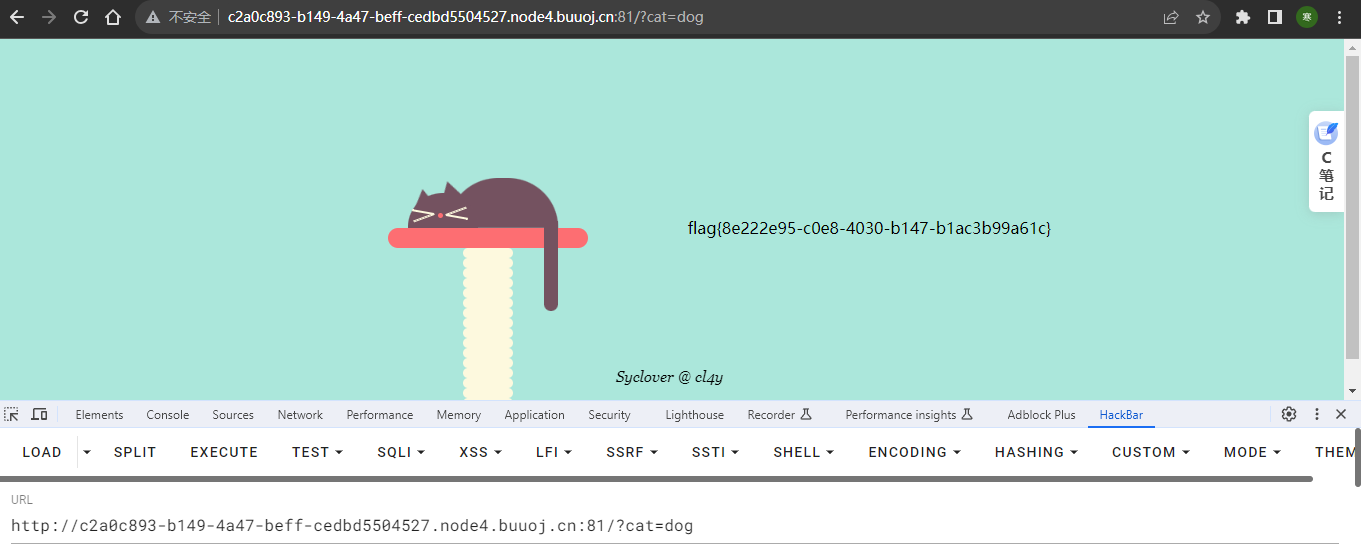 不安全 c2a0c893-b149-4a47-beff-cedbd5504527.node4.buuoj.cn:81/?cat=dog
寒
C
笔
记
flag{8e222e95-c0e8-4030-b147-b1ac3b99a61c}
Syclover @ cl4y
Elements Console Sources Network Performance Memory Application Security Lighthouse Recorder Performance insights Adblock Plus HackBar
LOAD SPLIT EXECUTE TEST SQLI XSS LFI SSRF SSTI SHELL ENCODING HASHING CUSTOM MODE THEM
URL
http://c2a0c893-b149-4a47-beff-cedbd5504527.node4.buuoj.cn:81/?cat=dog